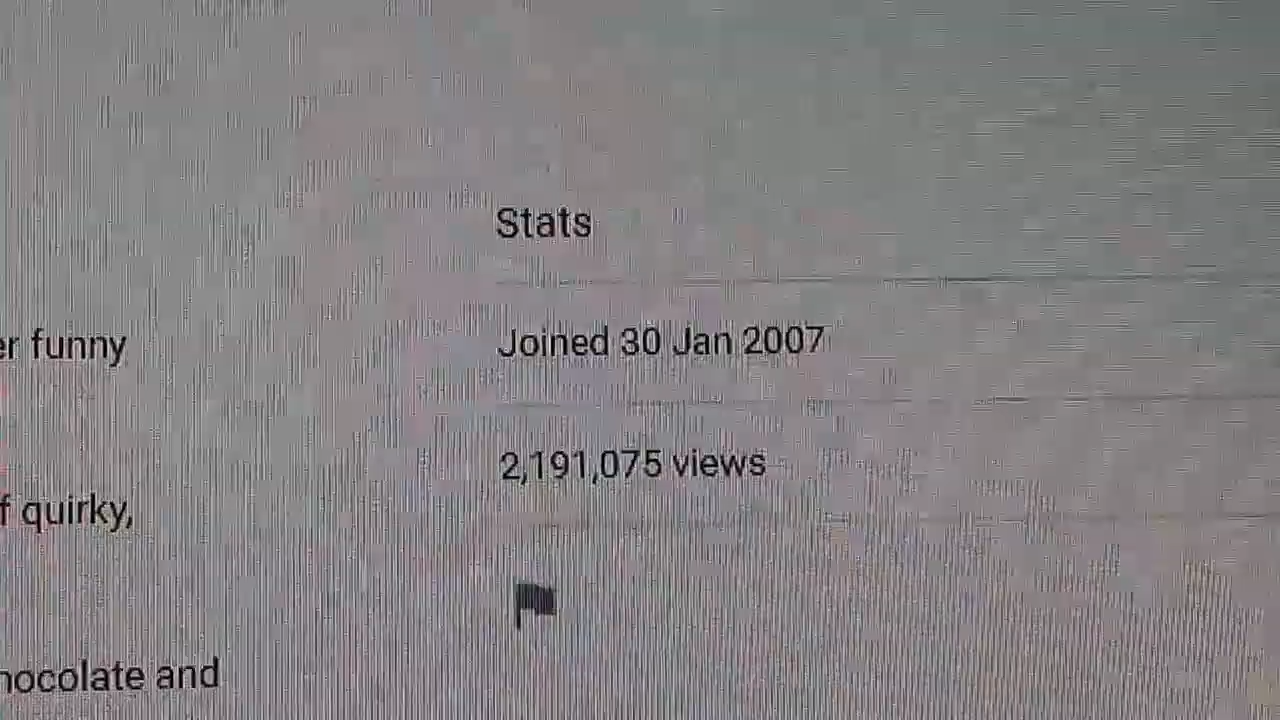 Stats
er funny
Joined 30 Jan 2007
2,191,075 views
f quirky,
hocolate and